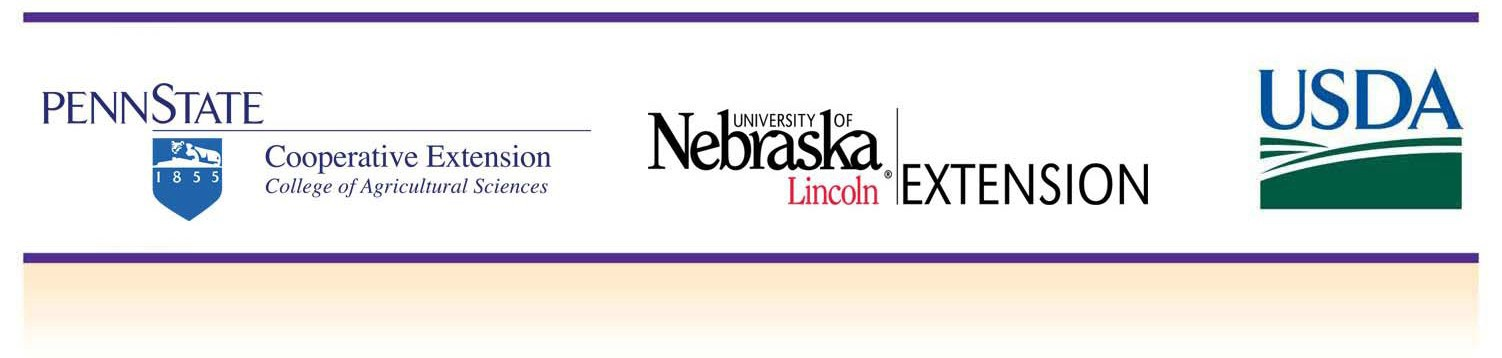 PENNSTATE
1855
Cooperative Extension
College of Agricultural Sciences
UNIVERSITY OF
Nebraska
Lincoln®
EXTENSION
USDA